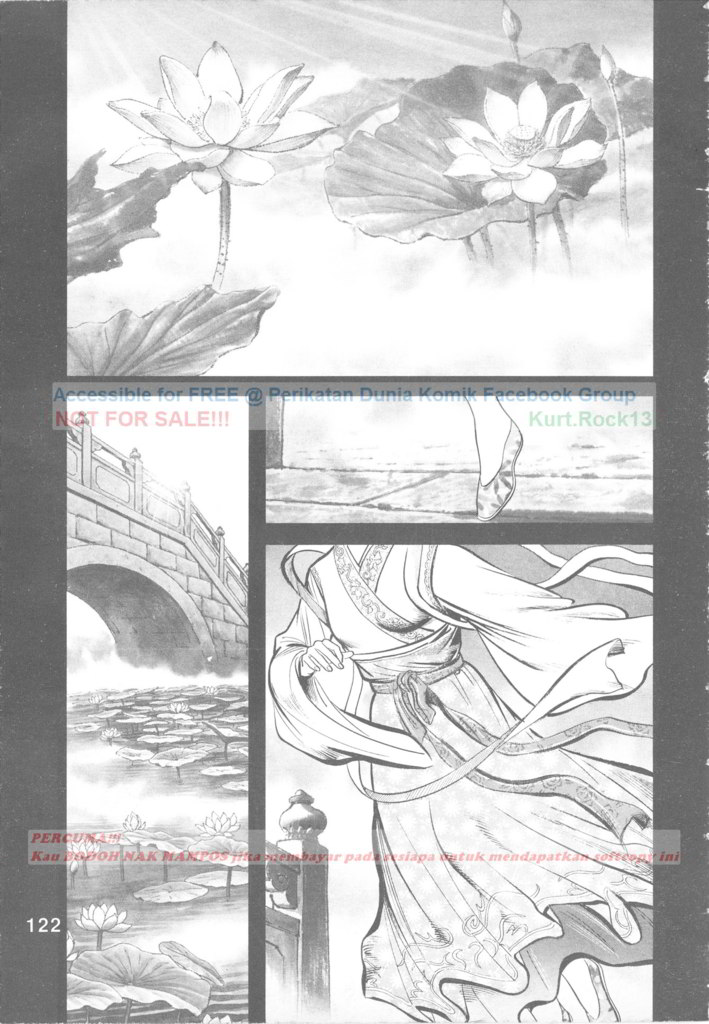 Accessible for FREE @ Perikatan Dunia Komik Facebook Group
NOT FOR SALE!!! Kurt.Rock13
PERCUMA!!!
Kau BODOH NAK MAMPOS jika membayar pada sesiapa untuk mendapatkan softcopy ini
122